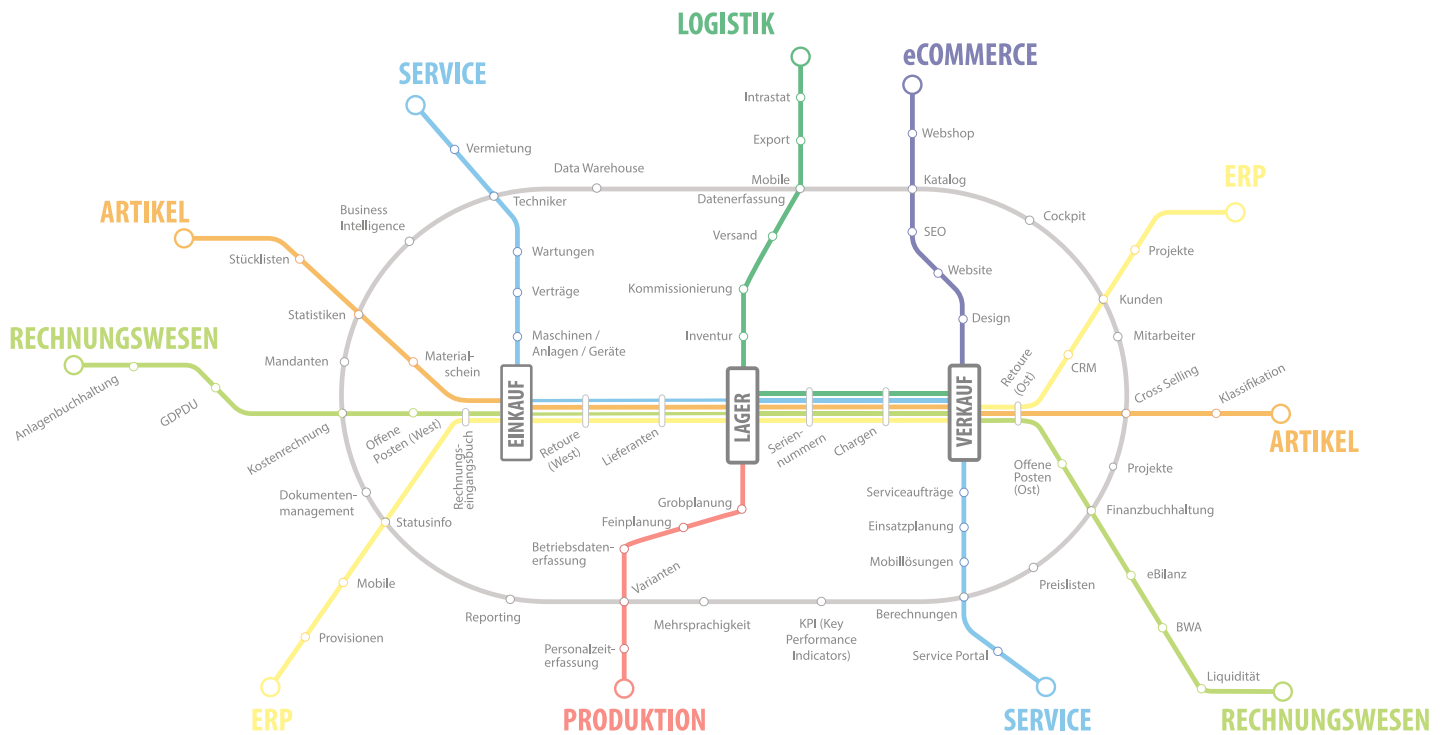 LOGISTIK
eCOMMERCE
SERVICE
Intrastat
Webshop
Export
Vermietung
Data Warehouse
Mobile
Datenerfassung
Katalog
ERP
Techniker
ARTIKEL
Business
Intelligence
Cockpit
Versand
SEO
Wartungen
Projekte
Stücklisten
Website
Kommissionierung
Verträge
Kunden
Statistiken
Design
Inventur
Mitarbeiter
RECHNUNGSWESEN
Maschinen /
Anlagen / Geräte
Mandanten
Material-
schein
Retoure
(Ost)
CRM
Cross Selling
Klassifikation
Anlagenbuchhaltung
GDPDU
Kostenrechnung
Offene
Posten (West)
Rechnungs-
eingangsbuch
EINKAUF
Retoure
(West)
Lieferanten
LAGER
Serien-
nummern
Chargen
VERKAUF
ARTIKEL
Offene
Posten
(Ost)
Projekte
Dokumenten-
management
Statusinfo
Grobplanung
Serviceaufträge
Finanzbuchhaltung
Feinplanung
Einsatzplanung
Betriebsdaten-
erfassung
Mobillösungen
Varianten
Mobile
eBilanz
Preislisten
Reporting
Mehrsprachigkeit
KPI (Key
Performance
Indicators)
Berechnungen
BWA
Provisionen
Personalzeit-
erfassung
Service Portal
Liquidität
ERP
PRODUKTION
SERVICE
RECHNUNGSWESEN